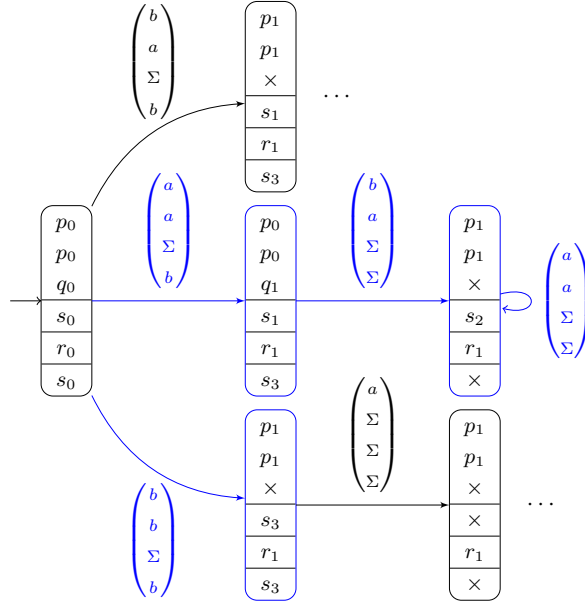 b
a
Σ
b
p₁
p₁
×
s₁
r₁
s₃
...
p₀
p₀
q₀
s₀
r₀
s₀
a
a
Σ
b
p₀
p₀
q₁
s₁
r₁
s₃
b
a
Σ
Σ
p₁
p₁
×
s₂
r₁
×
a
a
Σ
Σ
b
b
Σ
b
p₁
p₁
×
s₃
r₁
s₃
a
Σ
Σ
Σ
p₁
p₁
×
×
r₁
×
...